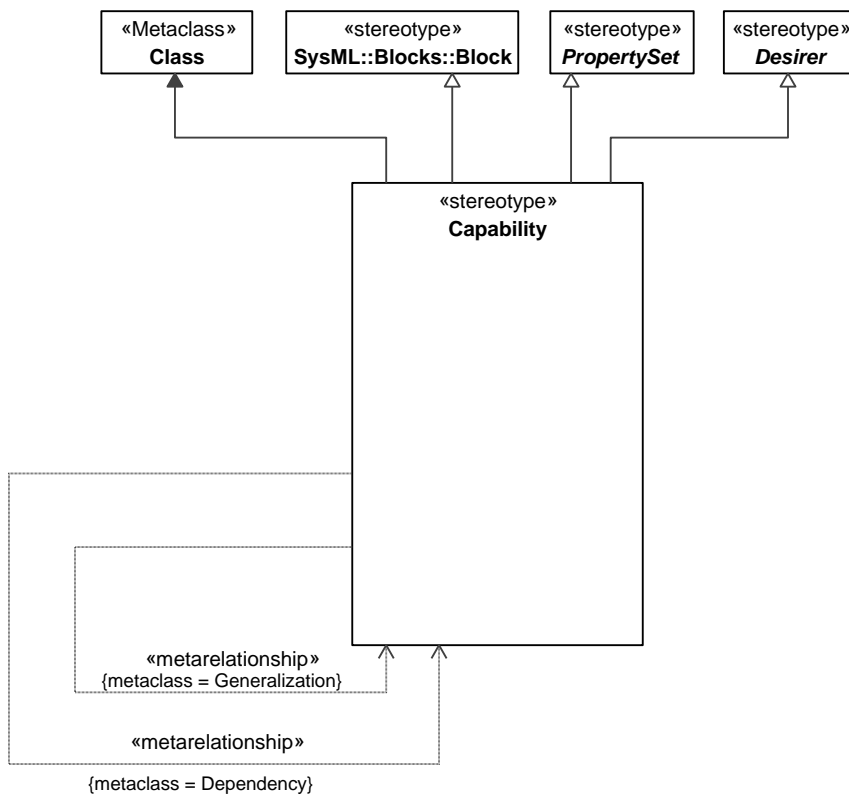 «Metaclass»
Class
«stereotype»
SysML::Blocks::Block
«stereotype»
PropertySet
«stereotype»
Desirer
«stereotype»
Capability
«metarelationship»
{metaclass = Generalization}
«metarelationship»
{metaclass = Dependency}